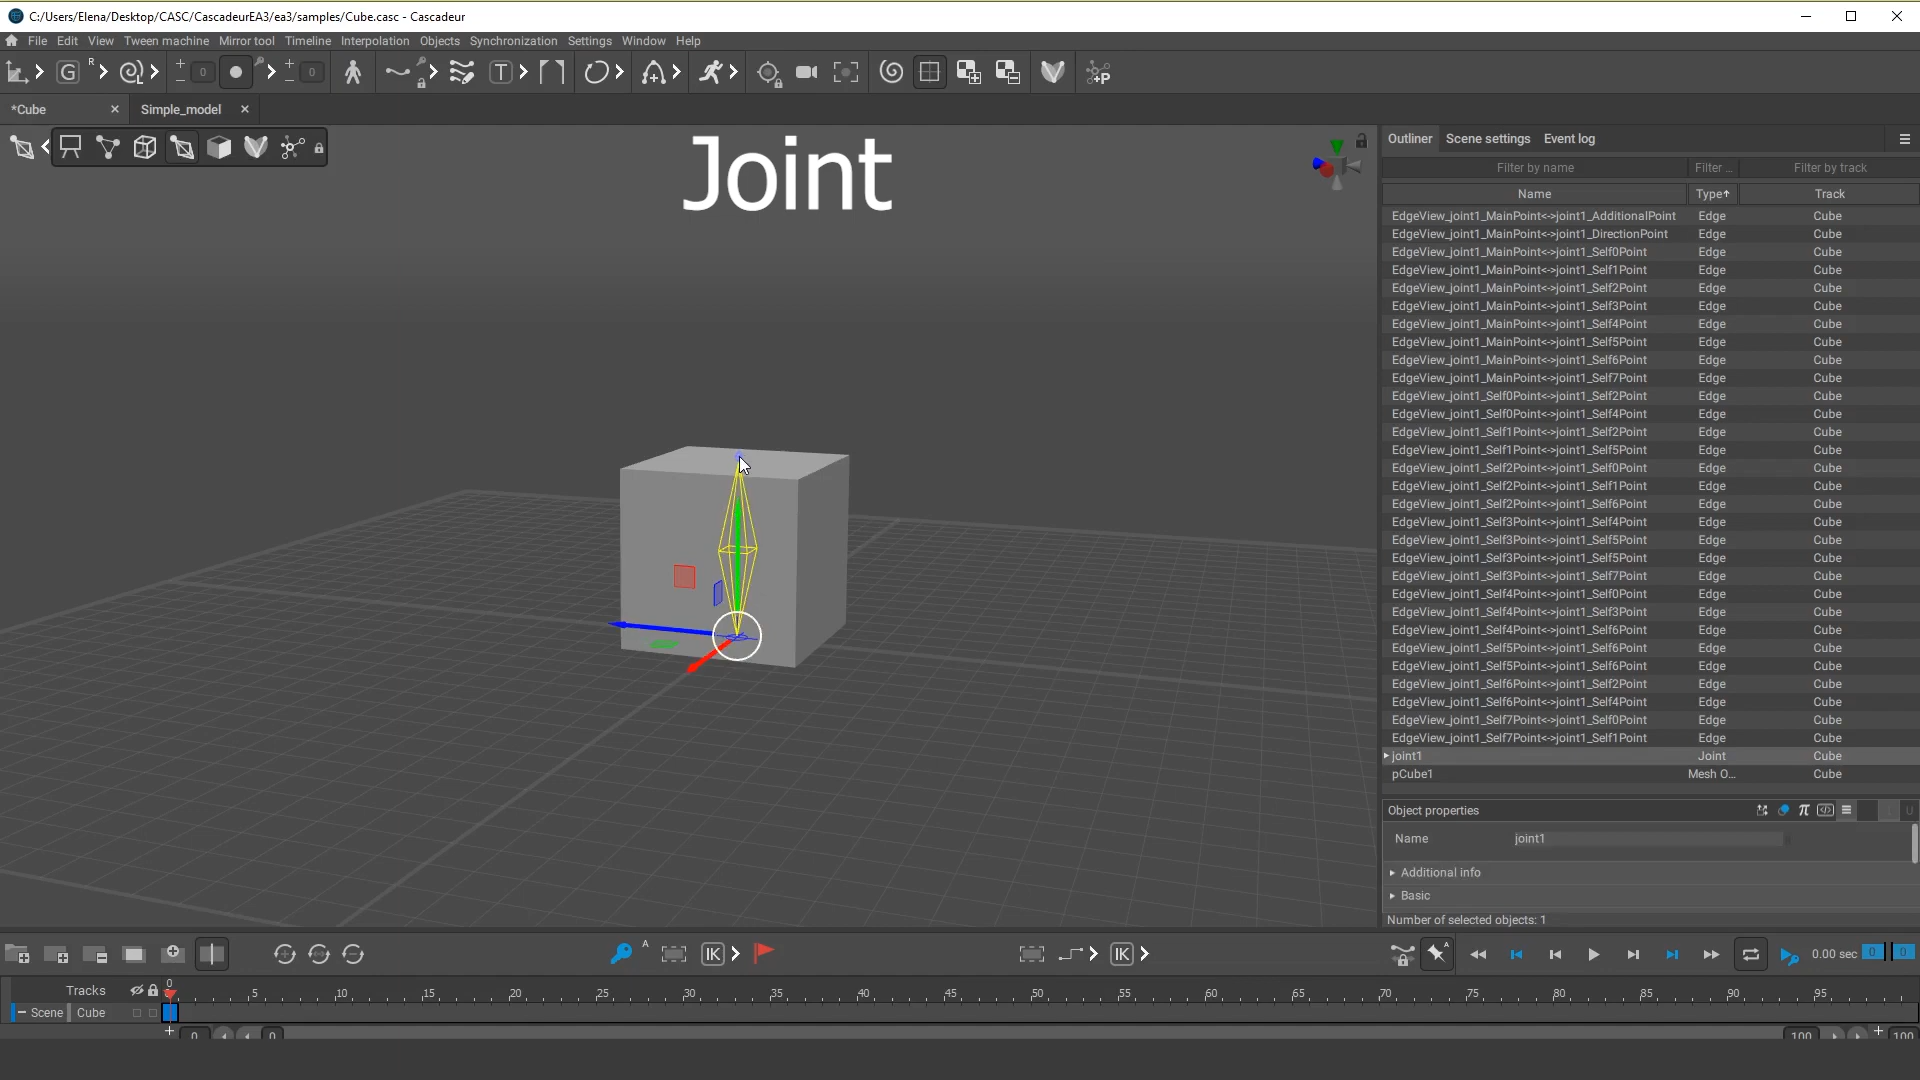 C:/Users/Elena/Desktop/CASC/CascadeurEA3/ea3/samples/Cube.casc - Cascadeur
File Edit View Tween machine Mirror tool Timeline Interpolation Objects Synchronization Settings Window Help
G R 0 0 T P
*Cube Simple_model
Joint
Outliner Scene settings Event log
Filter by name Filter ... Filter by track
Name Type Track
EdgeView_joint1_MainPoint<->joint1_AdditionalPoint Edge Cube
EdgeView_joint1_MainPoint<->joint1_DirectionPoint Edge Cube
EdgeView_joint1_MainPoint<->joint1_Self0Point Edge Cube
EdgeView_joint1_MainPoint<->joint1_Self1Point Edge Cube
EdgeView_joint1_MainPoint<->joint1_Self2Point Edge Cube
EdgeView_joint1_MainPoint<->joint1_Self3Point Edge Cube
EdgeView_joint1_MainPoint<->joint1_Self4Point Edge Cube
EdgeView_joint1_MainPoint<->joint1_Self5Point Edge Cube
EdgeView_joint1_MainPoint<->joint1_Self6Point Edge Cube
EdgeView_joint1_MainPoint<->joint1_Self7Point Edge Cube
EdgeView_joint1_Self0Point<->joint1_Self2Point Edge Cube
EdgeView_joint1_Self0Point<->joint1_Self4Point Edge Cube
EdgeView_joint1_Self1Point<->joint1_Self2Point Edge Cube
EdgeView_joint1_Self1Point<->joint1_Self5Point Edge Cube
EdgeView_joint1_Self2Point<->joint1_Self0Point Edge Cube
EdgeView_joint1_Self2Point<->joint1_Self1Point Edge Cube
EdgeView_joint1_Self2Point<->joint1_Self6Point Edge Cube
EdgeView_joint1_Self3Point<->joint1_Self4Point Edge Cube
EdgeView_joint1_Self3Point<->joint1_Self5Point Edge Cube
EdgeView_joint1_Self3Point<->joint1_Self5Point Edge Cube
EdgeView_joint1_Self3Point<->joint1_Self7Point Edge Cube
EdgeView_joint1_Self4Point<->joint1_Self0Point Edge Cube
EdgeView_joint1_Self4Point<->joint1_Self3Point Edge Cube
EdgeView_joint1_Self4Point<->joint1_Self6Point Edge Cube
EdgeView_joint1_Self5Point<->joint1_Self6Point Edge Cube
EdgeView_joint1_Self5Point<->joint1_Self6Point Edge Cube
EdgeView_joint1_Self6Point<->joint1_Self2Point Edge Cube
EdgeView_joint1_Self6Point<->joint1_Self4Point Edge Cube
EdgeView_joint1_Self7Point<->joint1_Self0Point Edge Cube
EdgeView_joint1_Self7Point<->joint1_Self1Point Edge Cube
joint1 Joint Cube
pCube1 Mesh O... Cube
Object properties
Name joint1
Additional info
Basic
Number of selected objects: 1
A IK IK A 0.00 sec 0 0
Tracks 0 5 10 15 20 25 30 35 40 45 50 55 60 65 70 75 80 85 90 95
Scene Cube
0 0 100 100